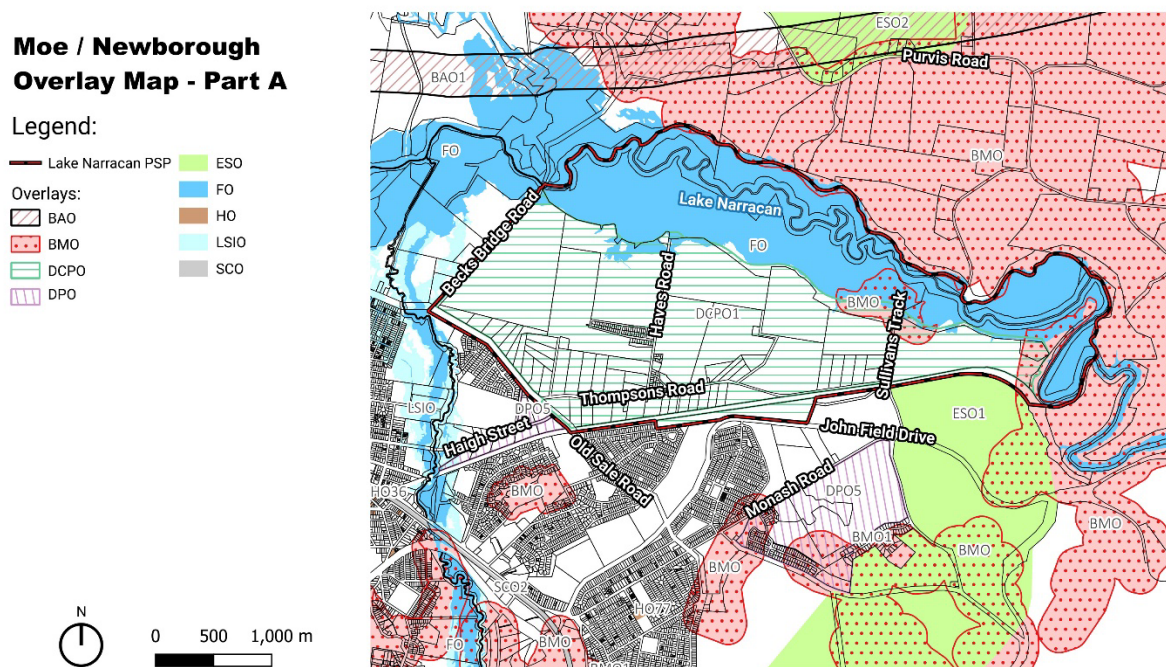 Moe / Newborough
Overlay Map - Part A
Legend:
Lake Narracan PSP
Overlays:
BAO
BMO
DCPO
DPO
ESO
FO
HO
LSIO
SCO
N
0 500 1,000 m
ESO2
BMO
Purvis Road
BAO1
FO
BMO
Lake Narracan
Becks Bridge Road
FO
Hayes Road
BMO
Sullivans Track
DCPO1
Thompsons Road
LSIO
DPO5
ESO1
Haigh Street
Old Sale Road
John Field Drive
HO36
BMO
Monash Road
DPO5
BMO1
BMO
BMO
BMO
SCO2
HO77
FO
BMO
BMO1